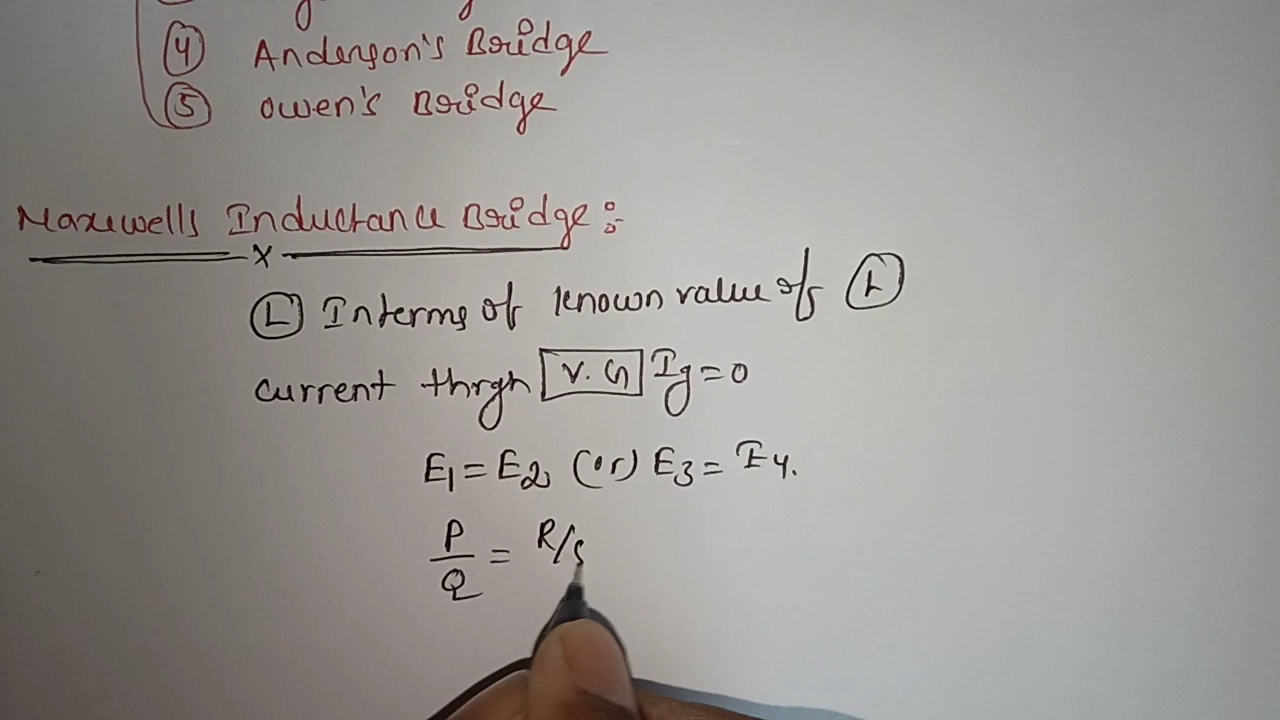 ④ Anderson's Bridge
⑤ Owen's Bridge
Maxewells Inductance Bridge:-
Ⓛ Interms of known value of Ⓛ
current thrgh V.G Ig=0
E1=E2 (or) E3=E4.
P/Q = R/S